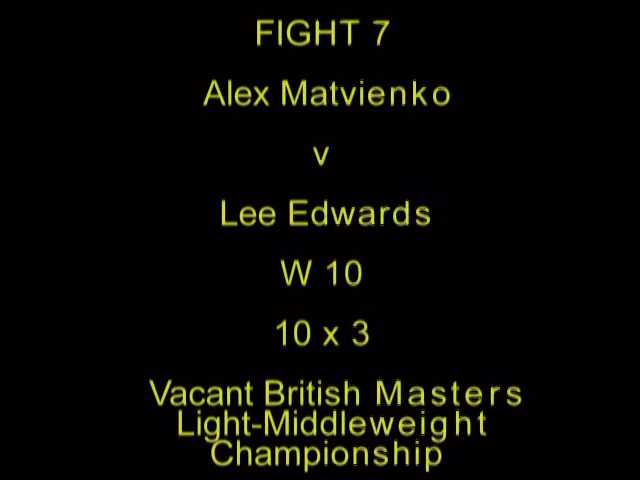 FIGHT 7
Alex Matvienko
v
Lee Edwards
W 10
10 x 3
Vacant British Masters
Light-Middleweight
Championship